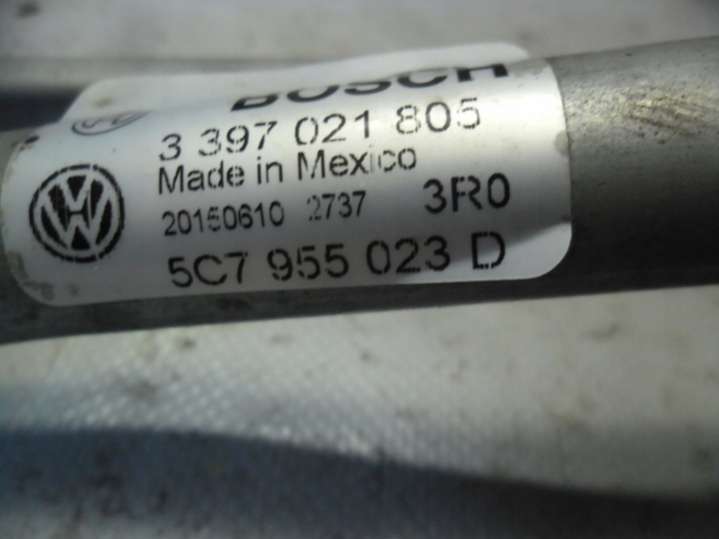 BOSCH
3 397 021 805
Made in Mexico
20150610 2737 3R0
5C7 955 023 D